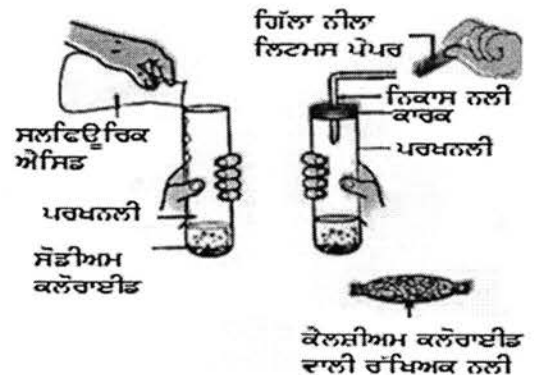 ਗਿੱਲਾ ਨੀਲਾ
ਲਿਟਮਸ ਪੇਪਰ
ਨਿਕਾਸ ਨਲੀ
ਕਾਰਕ
ਸਲਫਿਊਰਿਕ
ਐਸਿਡ
ਪਰਖਨਲੀ
ਪਰਖਨਲੀ
ਸੋਡੀਅਮ
ਕਲੋਰਾਈਡ
ਕੈਲਸ਼ੀਅਮ ਕਲੋਰਾਈਡ
ਵਾਲੀ ਰੱਖਿਅਕ ਨਲੀ